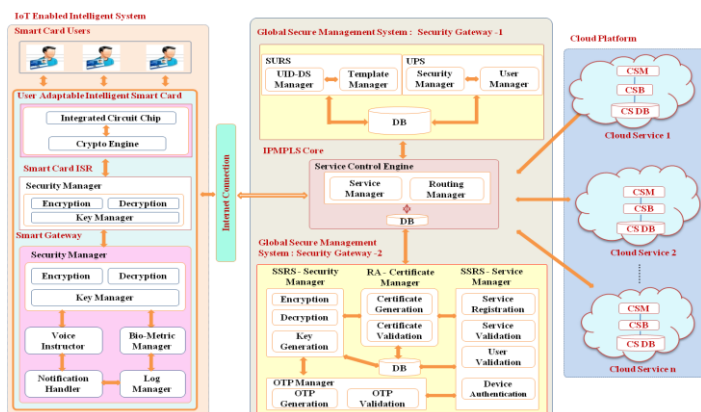 IoT Enabled Intelligent System
Smart Card Users
User Adaptable Intelligent Smart Card
Integrated Circuit Chip
Crypto Engine
Smart Card ISR
Security Manager
Encryption
Decryption
Key Manager
Smart Gateway
Security Manager
Encryption
Decryption
Key Manager
Voice
Instructor
Bio-Metric
Manager
Notification
Handler
Log
Manager
Internet Connection
Global Secure Management System : Security Gateway -1
SURS
UID-DS
Manager
Template
Manager
UPS
Security
Manager
User
Manager
DB
IPMPLS Core
Service Control Engine
Service
Manager
Routing
Manager
DB
Global Secure Management
System : Security Gateway -2
SSRS - Security
Manager
Encryption
Decryption
Key
Generation
RA - Certificate
Manager
Certificate
Generation
Certificate
Validation
DB
SSRS - Service
Manager
Service
Registration
Service
Validation
User
Validation
Device
Authentication
OTP Manager
OTP
Generation
OTP
Validation
Cloud Platform
CSM
CSB
CS DB
Cloud Service 1
CSM
CSB
CS DB
Cloud Service 2
CSM
CSB
CS DB
Cloud Service n